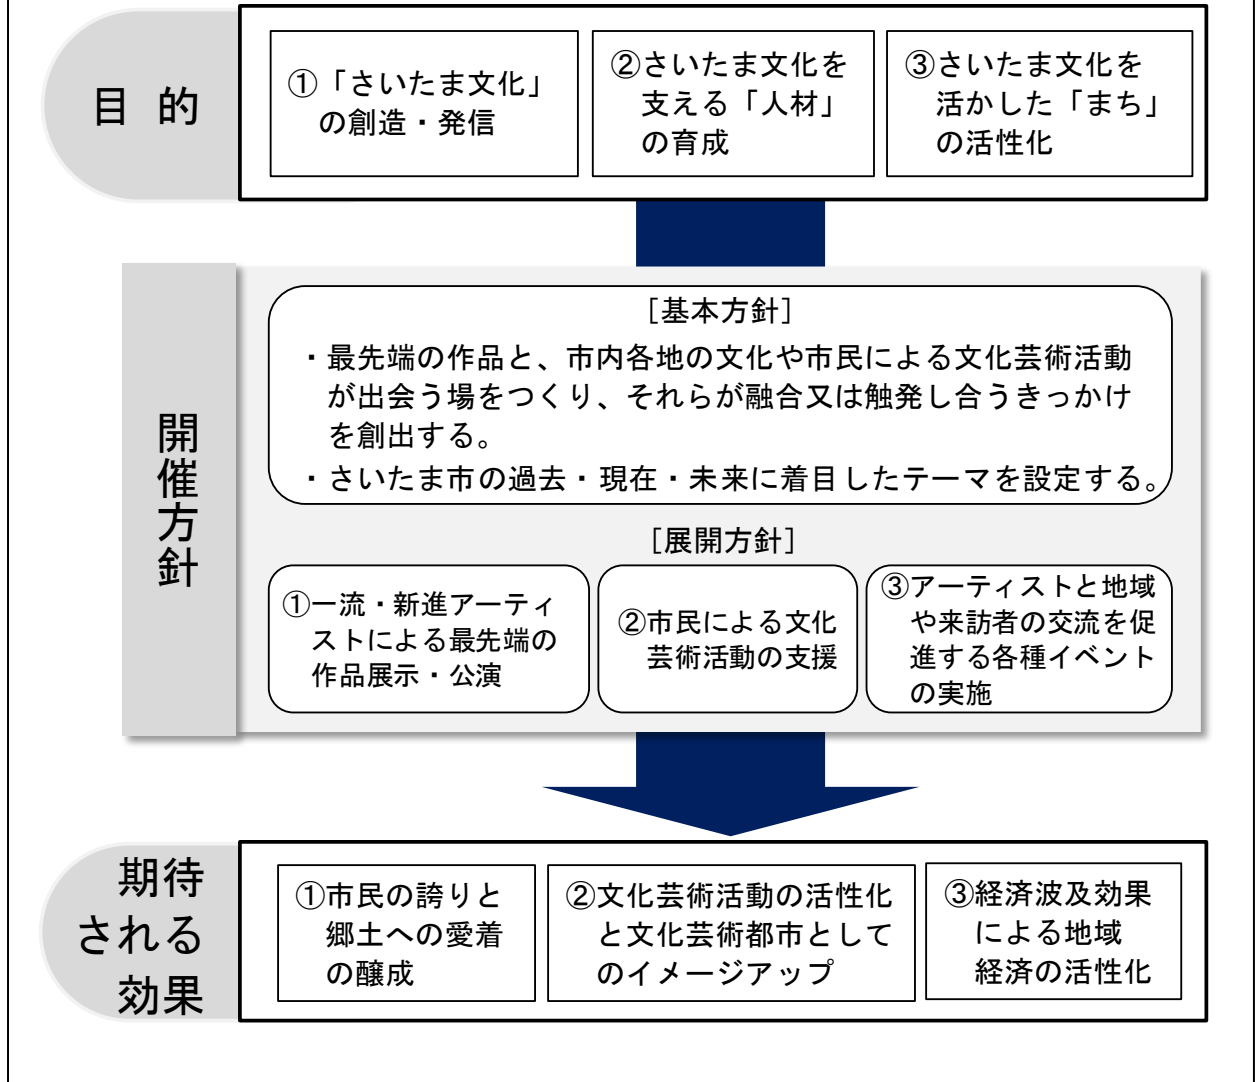 目 的
①「さいたま文化」
の創造・発信
②さいたま文化を
支える「人材」
の育成
③さいたま文化を
活かした「まち」
の活性化
開催方針
［基本方針］
・最先端の作品と、市内各地の文化や市民による文化芸術活動
が出会う場をつくり、それらが融合又は触発し合うきっかけ
を創出する。
・さいたま市の過去・現在・未来に着目したテーマを設定する。
［展開方針］
①一流・新進アーティ
ストによる最先端の
作品展示・公演
②市民による文化
芸術活動の支援
③アーティストと地域
や来訪者の交流を促
進する各種イベント
の実施
期待
される
効果
①市民の誇りと
郷土への愛着
の醸成
②文化芸術活動の活性化
と文化芸術都市として
のイメージアップ
③経済波及効果
による地域
経済の活性化